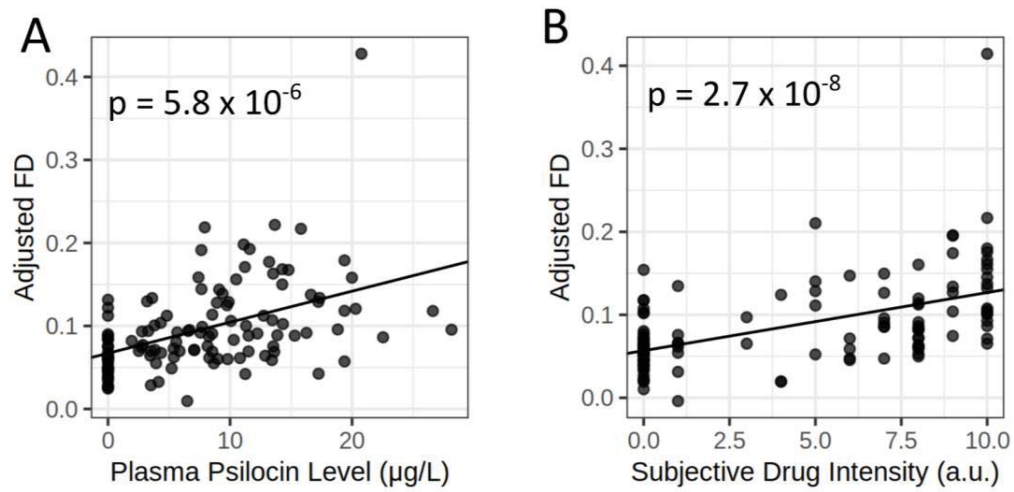 A
p = 5.8 x 10⁻⁶
Adjusted FD
0.4
0.3
0.2
0.1
0.0
0 10 20
Plasma Psilocin Level (μg/L)
B
p = 2.7 x 10⁻⁸
Adjusted FD
0.4
0.3
0.2
0.1
0.0
0.0 2.5 5.0 7.5 10.0
Subjective Drug Intensity (a.u.)